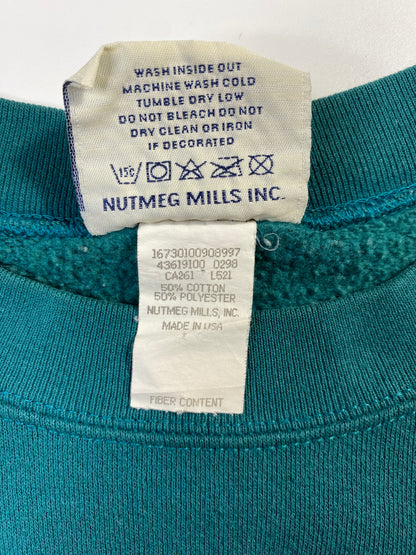 WASH INSIDE OUT
MACHINE WASH COLD
TUMBLE DRY LOW
DO NOT BLEACH DO NOT
DRY CLEAN OR IRON
IF DECORATED
15C
NUTMEG MILLS INC.
16730100908997
43619100 0298
CA261 L521
50% COTTON
50% POLYESTER
NUTMEG MILLS, INC.
MADE IN USA
FIBER CONTENT